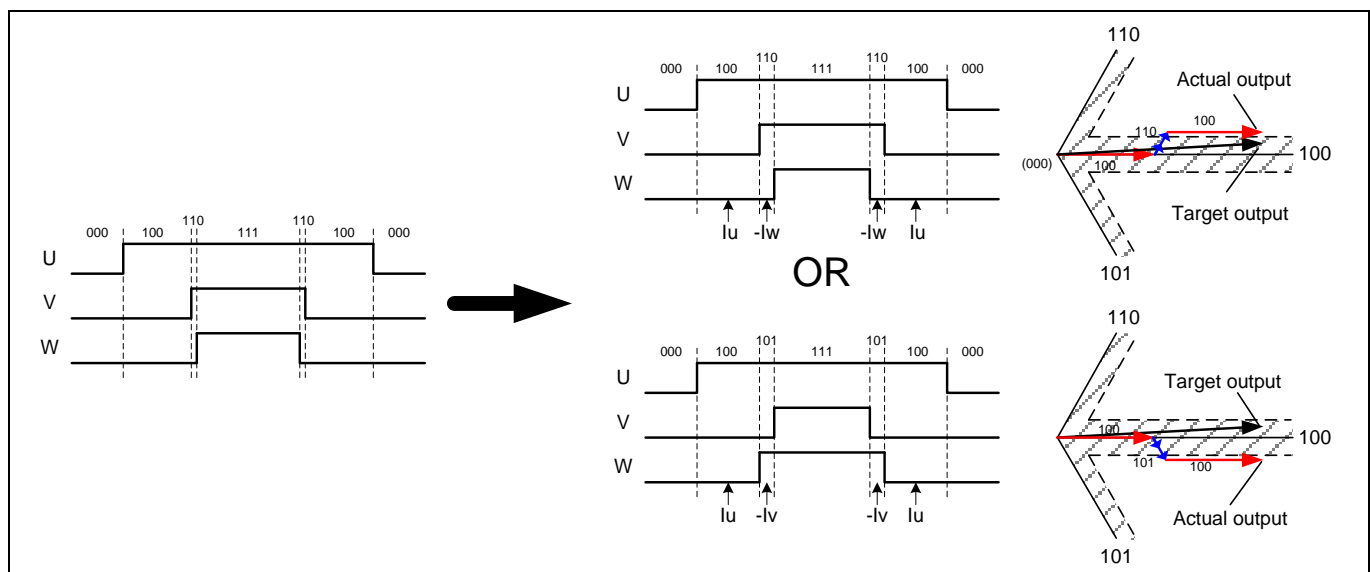 000 100 110 111 110 100 000
U
V
W
000 100 110 111 110 100 000
U
V
W
Iu -Iw -Iw Iu
110
Actual output
100
110
(000)
100
100
Target output
101
OR
000 100 101 111 101 100 000
U
V
W
Iu -Iv -Iv Iu
110
Target output
100
100
101 100
Actual output
101